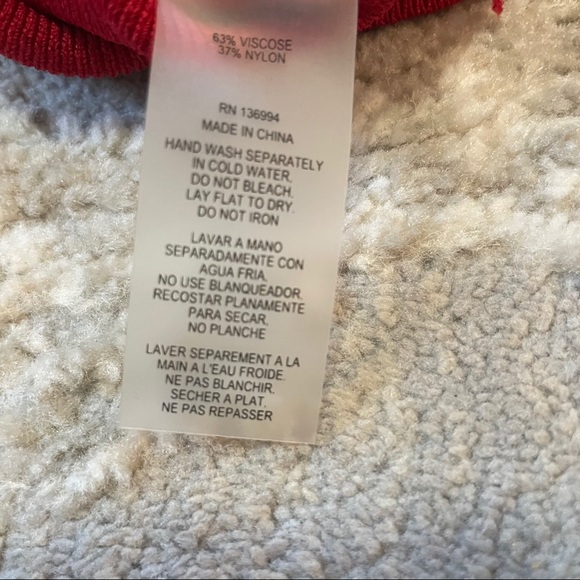 63% VISCOSE
37% NYLON
RN 136994
MADE IN CHINA
HAND WASH SEPARATELY
IN COLD WATER.
DO NOT BLEACH.
LAY FLAT TO DRY.
DO NOT IRON
LAVAR A MANO
SEPARADAMENTE CON
AGUA FRIA.
NO USE BLANQUEADOR.
RECOSTAR PLANAMENTE
PARA SECAR.
NO PLANCHE
LAVER SEPAREMENT A LA
MAIN A L'EAU FROIDE.
NE PAS BLANCHIR.
SECHER A PLAT.
NE PAS REPASSER